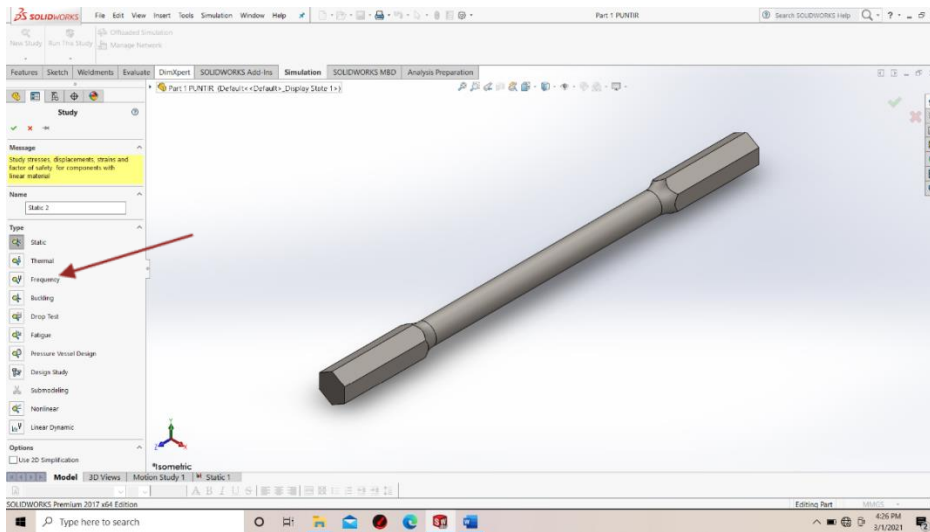 SOLIDWORKS File Edit View Insert Tools Simulation Window Help Part 1 PUNTIR Search SOLIDWORKS Help
New Study Run This Study Offloaded Simulation
Manage Network
Features Sketch Weldments Evaluate DimXpert SOLIDWORKS Add-Ins Simulation SOLIDWORKS MBD Analysis Preparation
Part 1 PUNTIR (Default<<Default>_Display State 1>)
Study
Message
Study stresses, displacements, strains and
factor of safety for components with
linear material
Name
Static 2
Type
Static
Thermal
Frequency
Buckling
Drop Test
Fatigue
Pressure Vessel Design
Design Study
Submodeling
Nonlinear
Linear Dynamic
Options
Use 2D Simplification
*Isometric
Model 3D Views Motion Study 1 Static 1
SOLIDWORKS Premium 2017 x64 Edition Editing Part MMGS
Type here to search
4:26 PM
3/1/2021